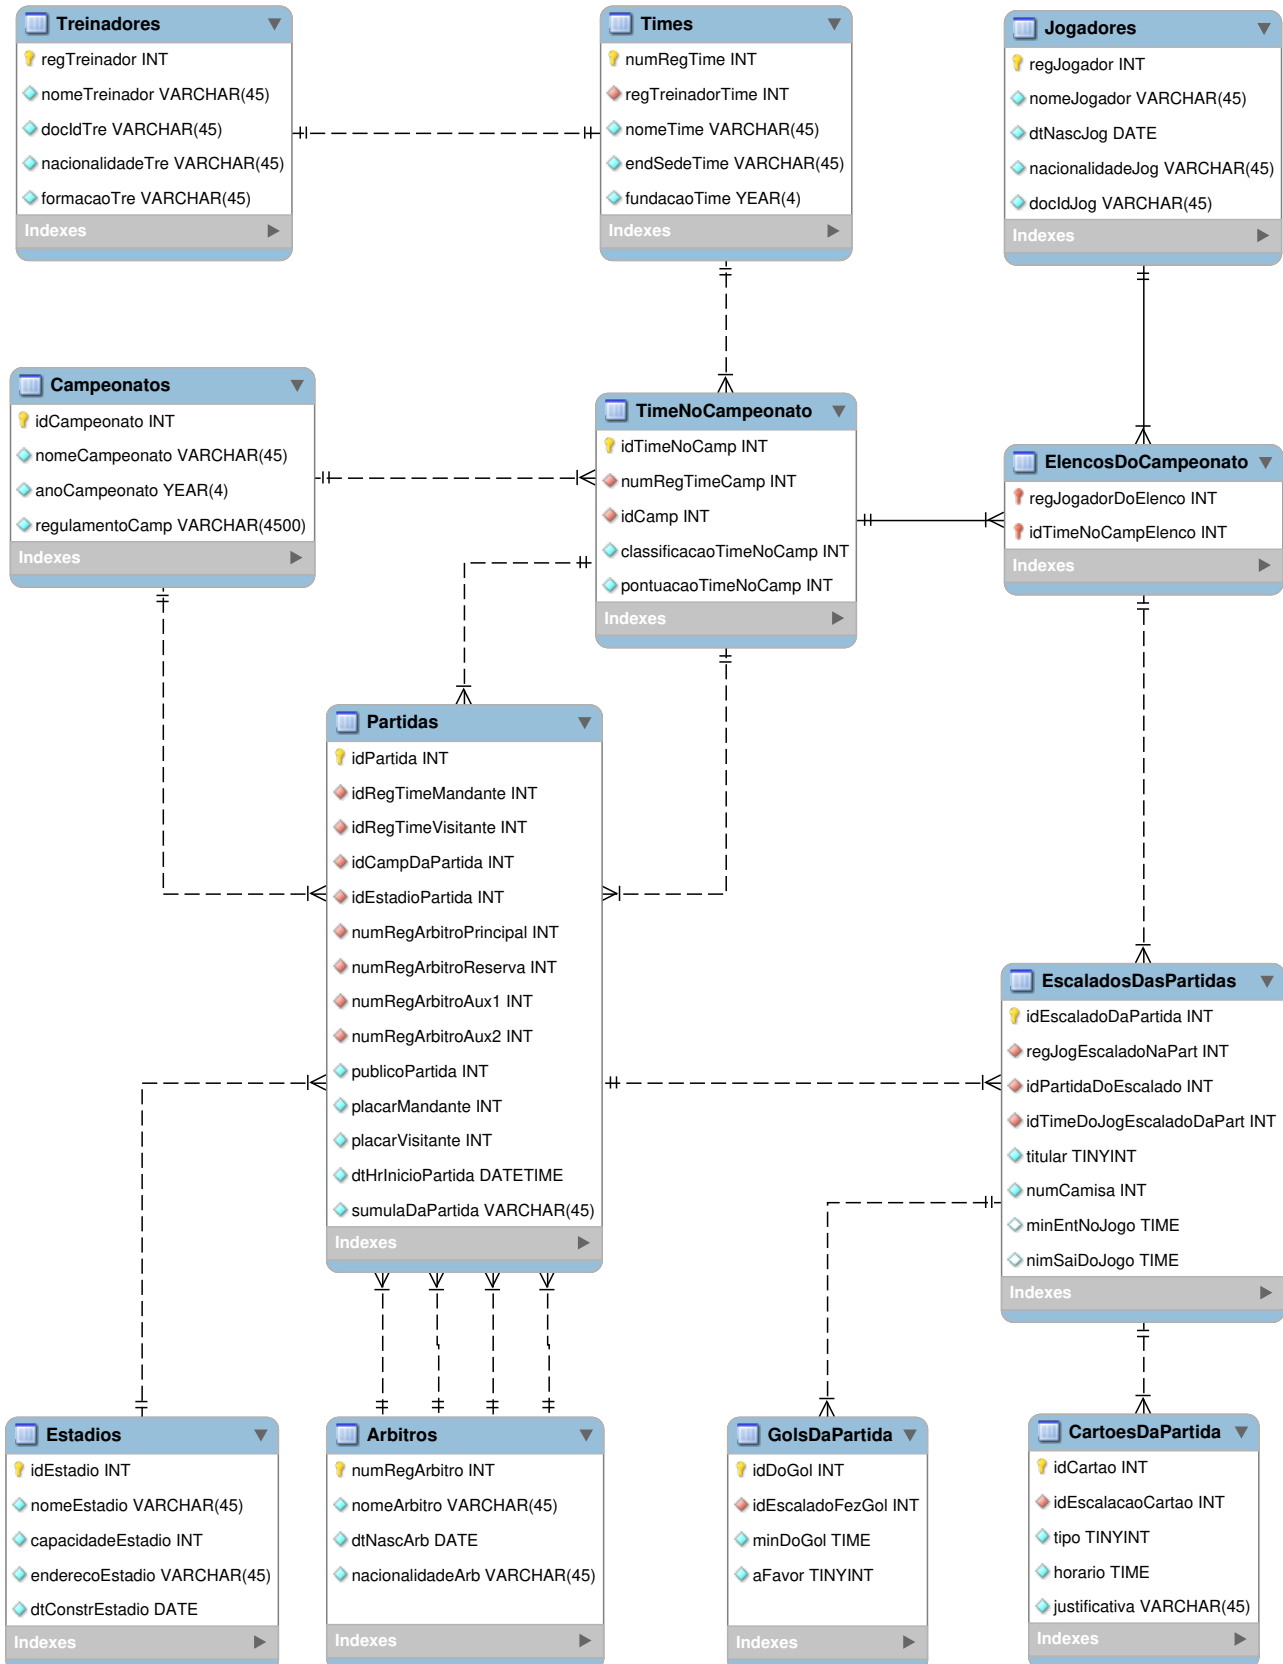 Treinadores
regTreinador INT
nomeTreinador VARCHAR(45)
docIdTre VARCHAR(45)
nacionalidadeTre VARCHAR(45)
formacaoTre VARCHAR(45)
Indexes
Times
numRegTime INT
regTreinadorTime INT
nomeTime VARCHAR(45)
endSedeTime VARCHAR(45)
fundacaoTime YEAR(4)
Indexes
Jogadores
regJogador INT
nomeJogador VARCHAR(45)
dtNascJog DATE
nacionalidadeJog VARCHAR(45)
docIdJog VARCHAR(45)
Indexes
Campeonatos
idCampeonato INT
nomeCampeonato VARCHAR(45)
anoCampeonato YEAR(4)
regulamentoCamp VARCHAR(4500)
Indexes
TimeNoCampeonato
idTimeNoCamp INT
numRegTimeCamp INT
idCamp INT
classificacaoTimeNoCamp INT
pontuacaoTimeNoCamp INT
Indexes
ElencosDoCampeonato
regJogadorDoElenco INT
idTimeNoCampElenco INT
Indexes
Partidas
idPartida INT
idRegTimeMandante INT
idRegTimeVisitante INT
idCampDaPartida INT
idEstadioPartida INT
numRegArbitroPrincipal INT
numRegArbitroReserva INT
numRegArbitroAux1 INT
numRegArbitroAux2 INT
publicoPartida INT
placarMandante INT
placarVisitante INT
dtHrInicioPartida DATETIME
sumulaDaPartida VARCHAR(45)
Indexes
EscaladosDasPartidas
idEscaladoDaPartida INT
regJogEscaladoNaPart INT
idPartidaDoEscalado INT
idTimeDoJogEscaladoDaPart INT
titular TINYINT
numCamisa INT
minEntNoJogo TIME
nimSaiDoJogo TIME
Indexes
Estadios
idEstadio INT
nomeEstadio VARCHAR(45)
capacidadeEstadio INT
enderecoEstadio VARCHAR(45)
dtConstrEstadio DATE
Indexes
Arbitros
numRegArbitro INT
nomeArbitro VARCHAR(45)
dtNascArb DATE
nacionalidadeArb VARCHAR(45)
Indexes
GolsDaPartida
idDoGol INT
idEscaladoFezGol INT
minDoGol TIME
aFavor TINYINT
Indexes
CartoesDaPartida
idCartao INT
idEscalacaoCartao INT
tipo TINYINT
horario TIME
justificativa VARCHAR(45)
Indexes